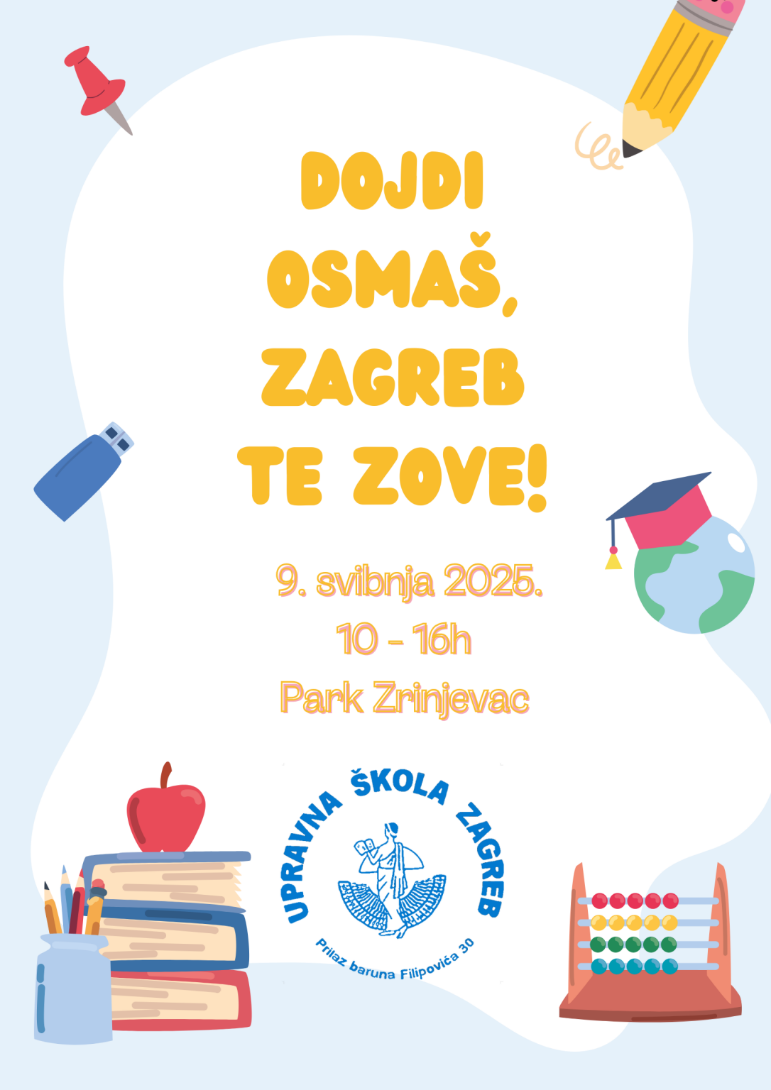 DOJDI
OSMAŠ,
ZAGREB
TE ZOVE!
9. svibnja 2025.
10 - 16h
Park Zrinjevac
UPRAVNA ŠKOLA ZAGREB
Prilaz baruna Filipovića 30